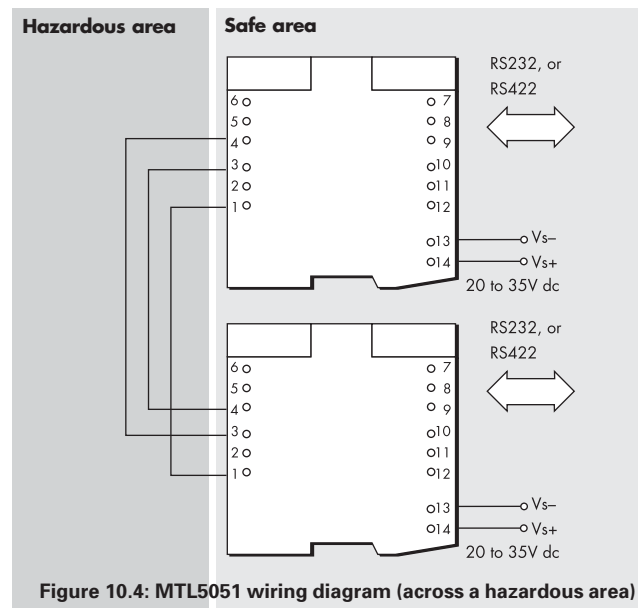 Hazardous area
Safe area
RS232, or
RS422
6
5
4
3
2
1
7
8
9
10
11
12
13
14
Vs–
Vs+
20 to 35V dc
RS232, or
RS422
6
5
4
3
2
1
7
8
9
10
11
12
13
14
Vs–
Vs+
20 to 35V dc
Figure 10.4: MTL5051 wiring diagram (across a hazardous area)